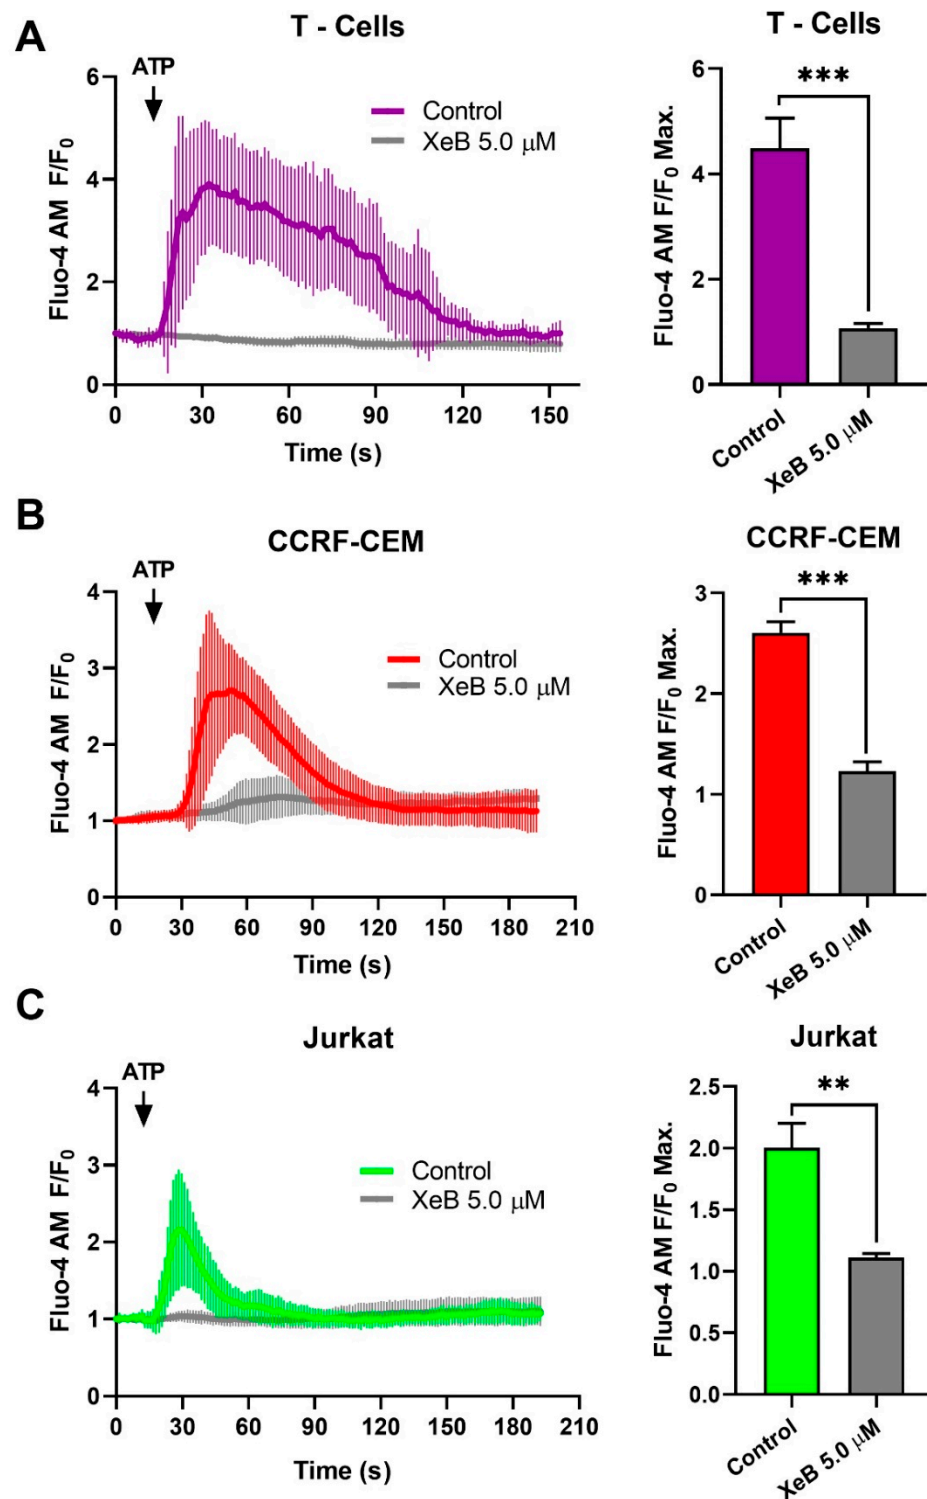 A
T - Cells
ATP
Control
XeB 5.0 μM
Fluo-4 AM F/F0
6
4
2
0
0 30 60 90 120 150
Time (s)
T - Cells
***
Fluo-4 AM F/F0 Max.
6
4
2
0
Control
XeB 5.0 μM
B
CCRF-CEM
ATP
Control
XeB 5.0 μM
Fluo-4 AM F/F0
4
3
2
1
0
0 30 60 90 120 150 180 210
Time (s)
CCRF-CEM
***
Fluo-4 AM F/F0 Max.
3
2
1
0
Control
XeB 5.0 μM
C
Jurkat
ATP
Control
XeB 5.0 μM
Fluo-4 AM F/F0
4
3
2
1
0
0 30 60 90 120 150 180 210
Time (s)
Jurkat
**
Fluo-4 AM F/F0 Max.
2.5
2.0
1.5
1.0
0.5
0.0
Control
XeB 5.0 μM